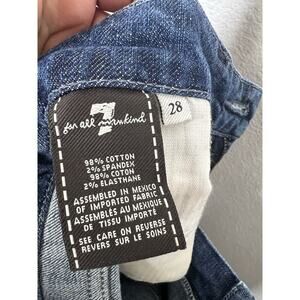 7
for all mankind
28
98% COTTON
2% SPANDEX
98% COTON
2% ELASTHANE
ASSEMBLED IN MEXICO
OF IMPORTED FABRIC
ASSEMBLÉS AU MEXIQUE
DE TISSU IMPORTÉ
SEE CARE ON REVERSE
REVERS SUR LE SOINS